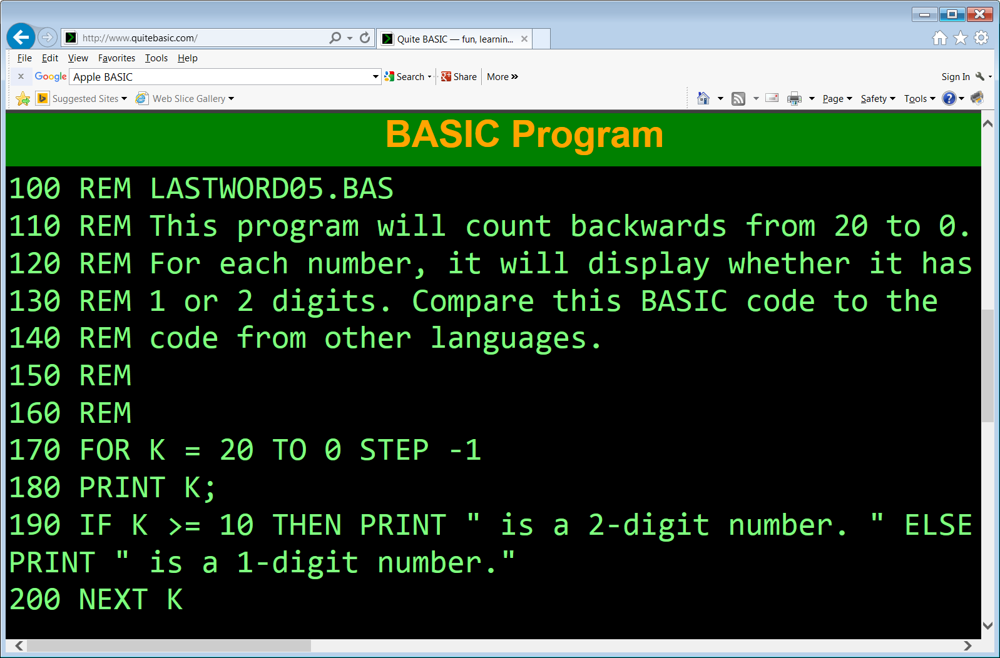 http://www.quitebasic.com/
Quite BASIC — fun, learnin...
File Edit View Favorites Tools Help
x Google Apple BASIC Search Share More » Sign In
Suggested Sites Web Slice Gallery Page Safety Tools
BASIC Program
100 REM LASTWORD05.BAS
110 REM This program will count backwards from 20 to 0.
120 REM For each number, it will display whether it has
130 REM 1 or 2 digits. Compare this BASIC code to the
140 REM code from other languages.
150 REM
160 REM
170 FOR K = 20 TO 0 STEP -1
180 PRINT K;
190 IF K >= 10 THEN PRINT " is a 2-digit number. " ELSE
PRINT " is a 1-digit number."
200 NEXT K